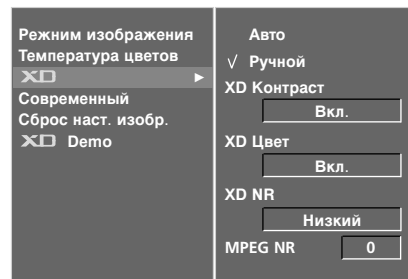 Режним изображения
Температура цветов
XD
Современный
Сброс наст. изобр.
XD Demo
Авто
√ Ручной
XD Контраст
Вкл.
XD Цвет
Вкл.
XD NR
Низкий
MPEG NR 0